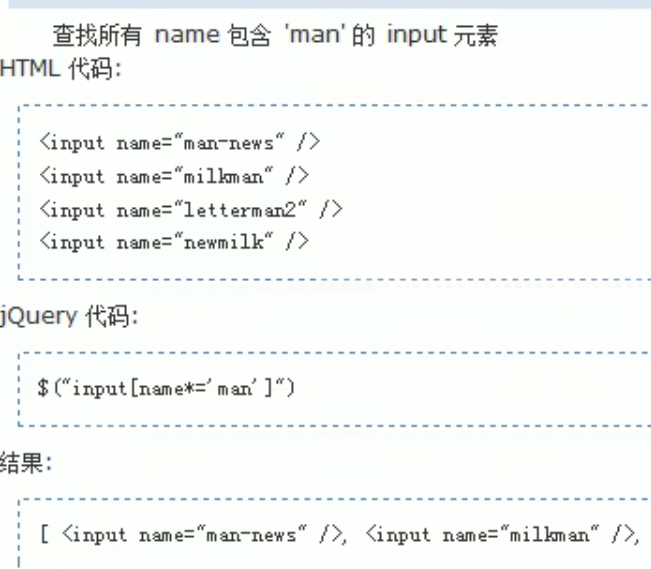 查找所有 name 包含 'man' 的 input 元素
HTML 代码:
<input name="man-news" />
<input name="milkman" />
<input name="letterman2" />
<input name="newmilk" />
jQuery 代码:
$("input[name*='man']")
结果:
[ <input name="man-news" />, <input name="milkman" />,